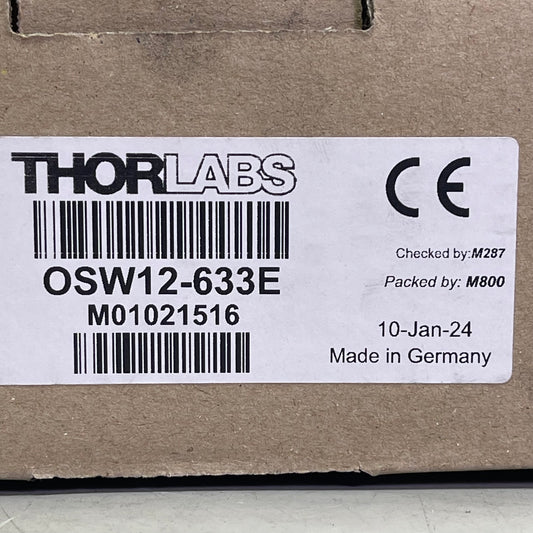 THORLABS
CE
Checked by:M287
OSW12-633E
Packed by: M800
M01021516
10-Jan-24
Made in Germany